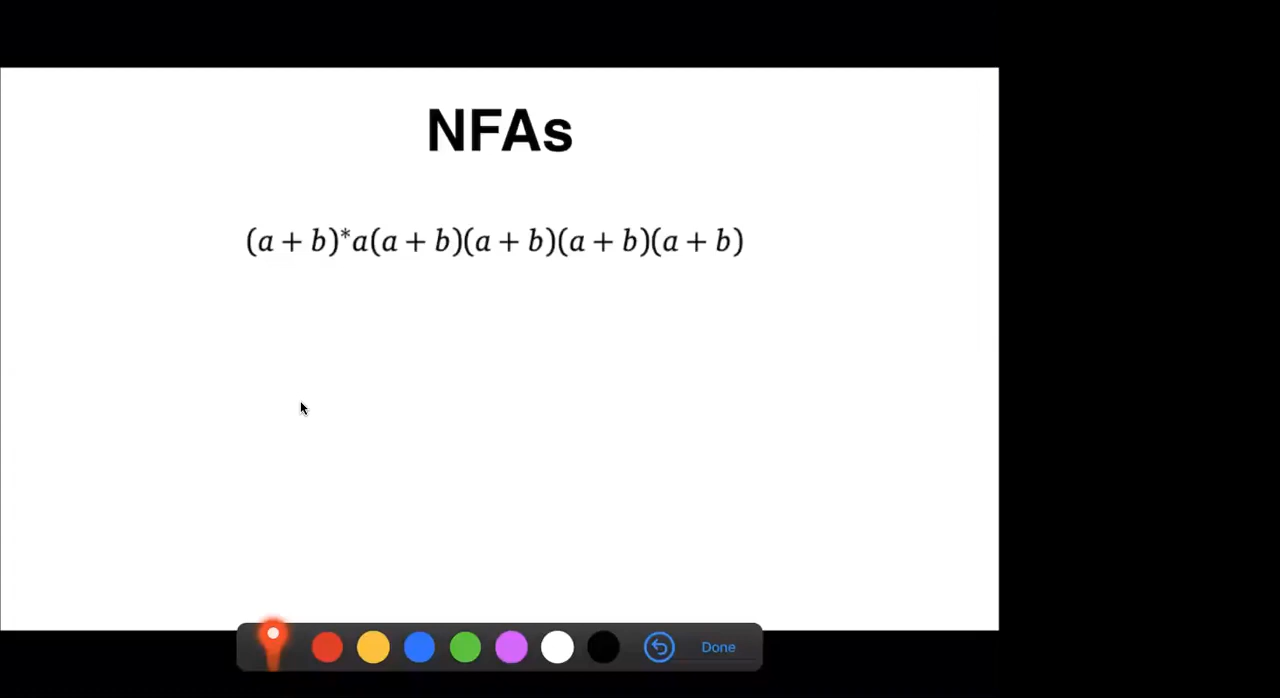 NFAs
(a + b)*a(a + b)(a + b)(a + b)(a + b)
Done